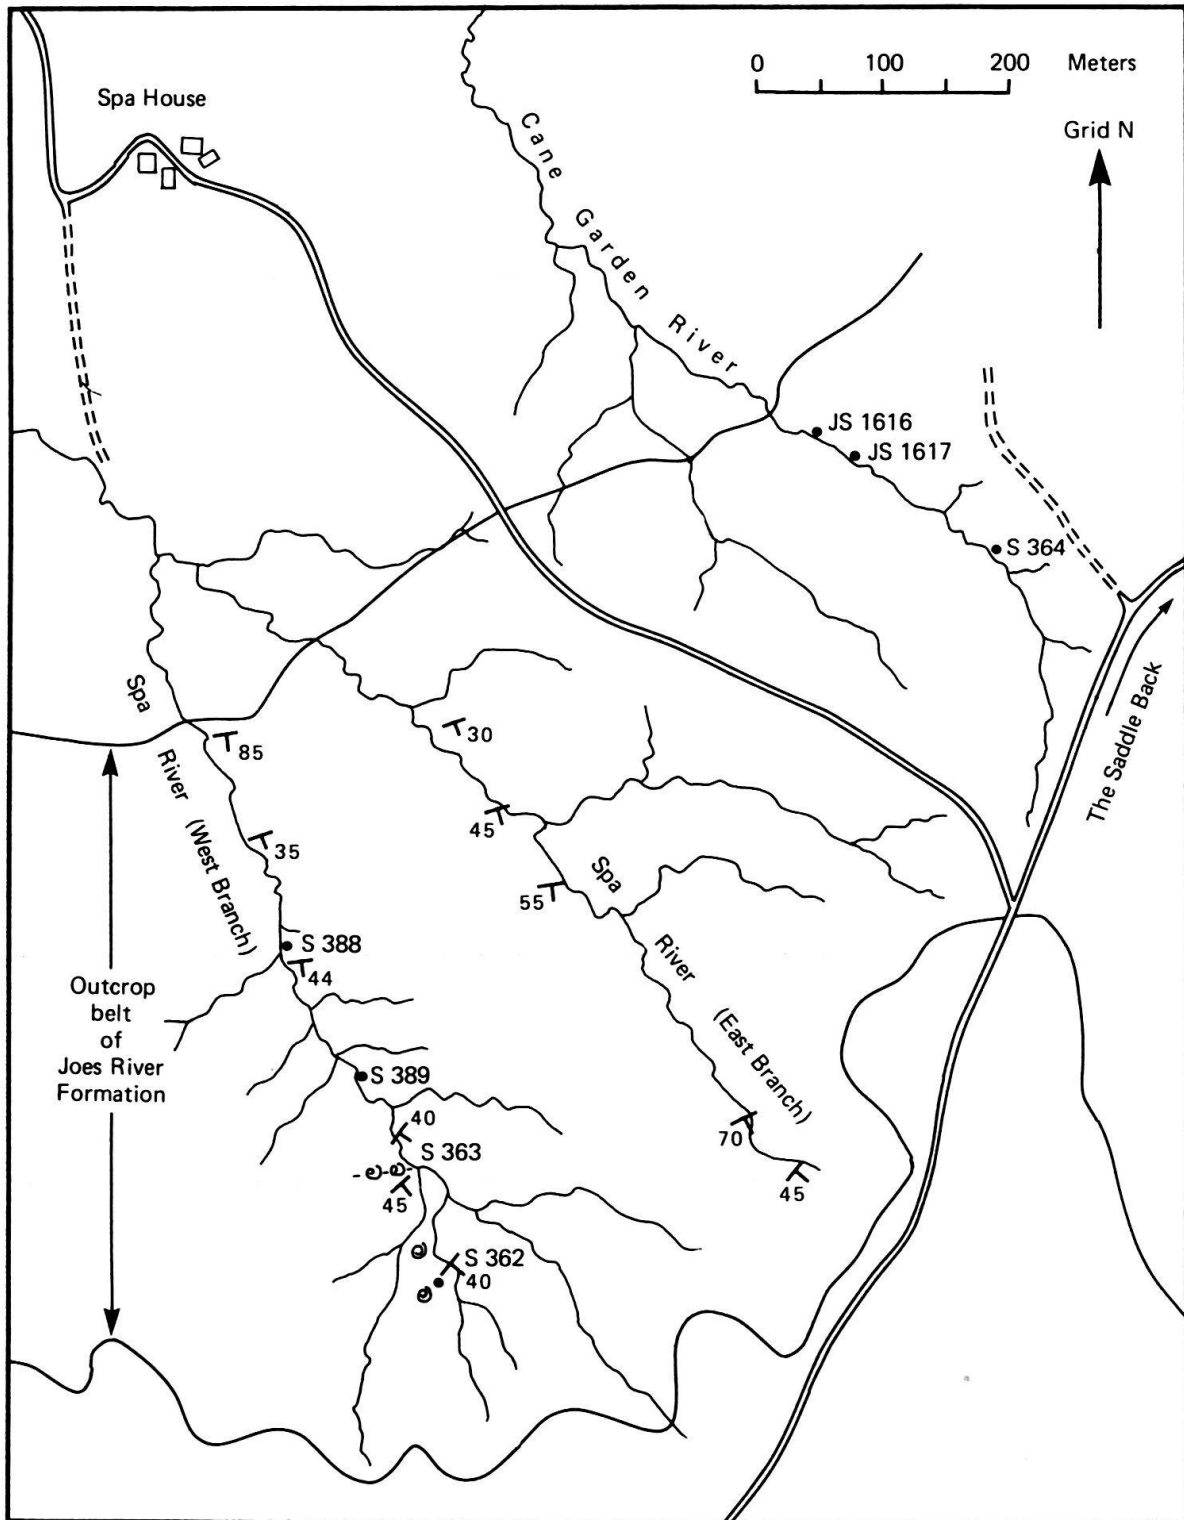 0 100 200 Meters
Grid N
Spa House
Cane Garden River
JS 1616
JS 1617
S 364
The Saddle Back
Spa River (West Branch)
85
30
35
45
55
S 388
44
Spa River (East Branch)
Outcrop
belt
of
Joes River
Formation
S 389
40
70
S 363
45
45
S 362
40